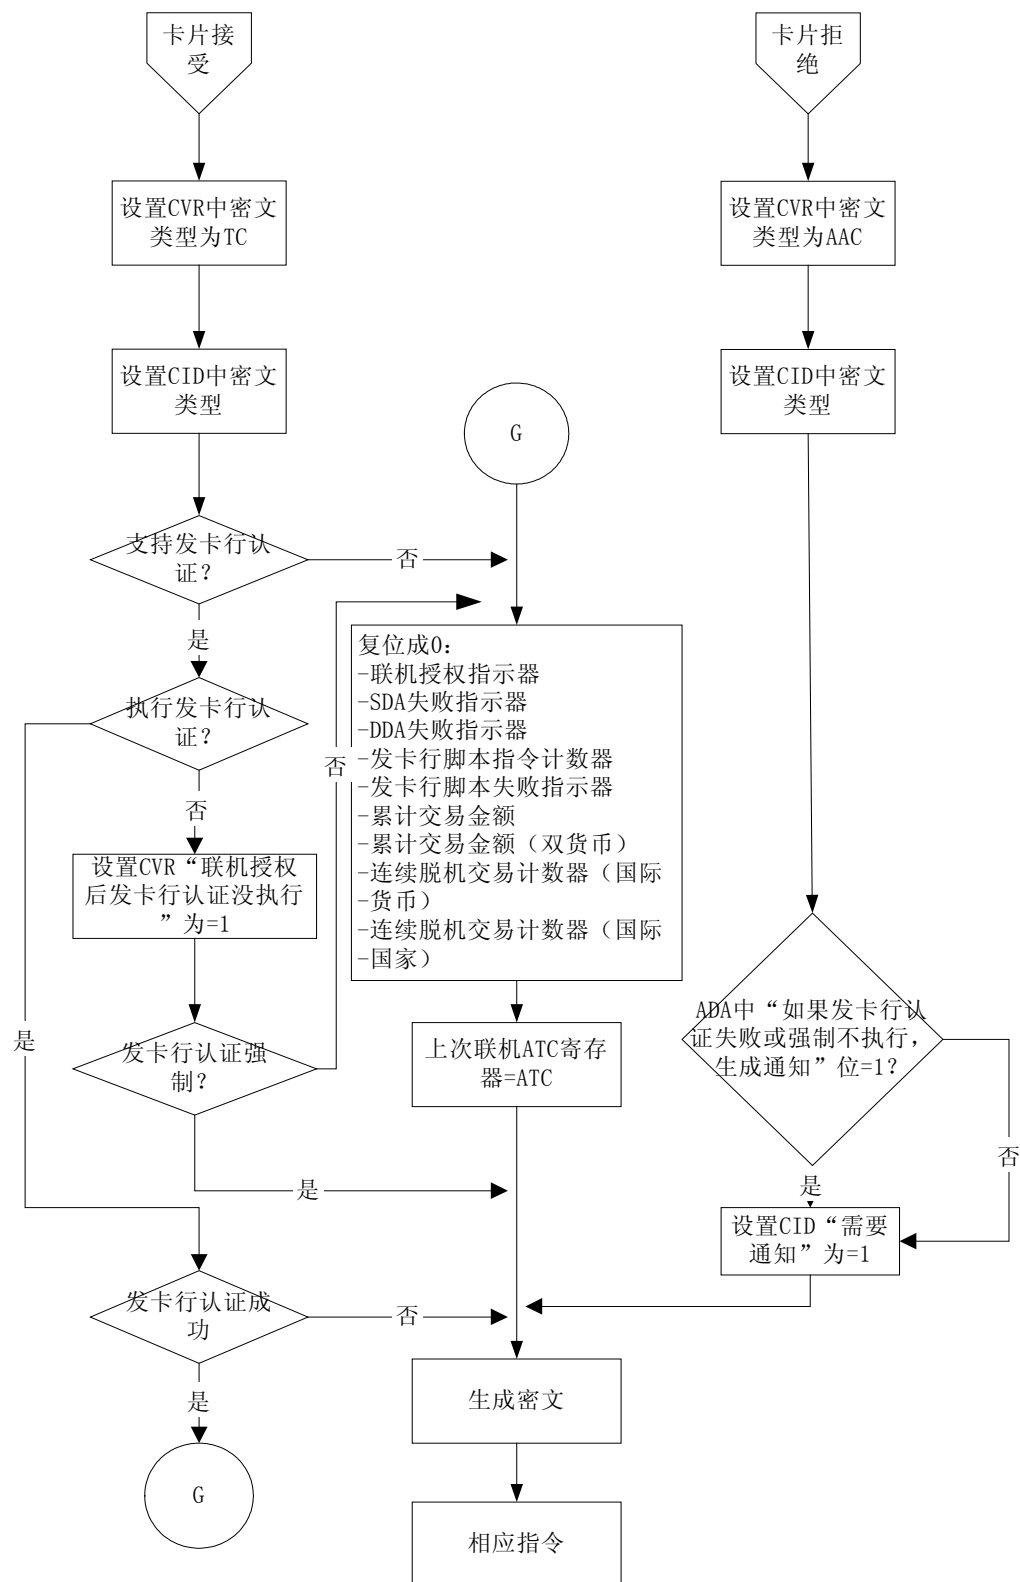 卡片接
受
设置CVR中密文
类型为TC
设置CID中密文
类型
支持发卡行认
证?
否
是
执行发卡行认
证?
否
设置CVR“联机授权
后发卡行认证没执行
”为=1
发卡行认证强
制?
否
是
是
发卡行认证成
功
否
是
G
G
复位成0:
-联机授权指示器
-SDA失败指示器
-DDA失败指示器
-发卡行脚本指令计数器
-发卡行脚本失败指示器
-累计交易金额
-累计交易金额（双货币）
-连续脱机交易计数器（国际
-货币）
-连续脱机交易计数器（国际
-国家）
上次联机ATC寄存
器=ATC
生成密文
相应指令
卡片拒
绝
设置CVR中密文
类型为AAC
设置CID中密文
类型
ADA中“如果发卡行认
证失败或强制不执行，
生成通知”位=1?
否
是
设置CID“需要
通知”为=1